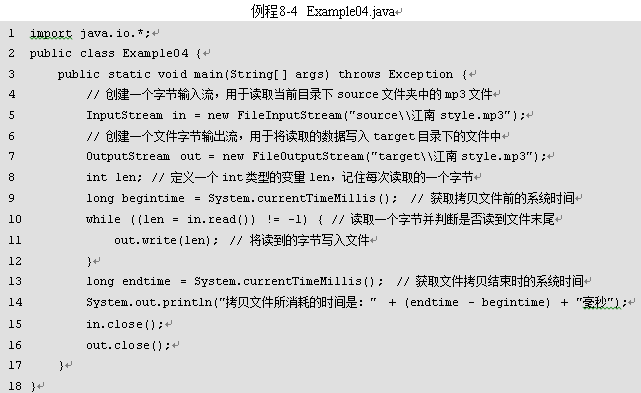 例程8-4 Example04.java
1 import java.io.*;
2 public class Example04 {
3 public static void main(String[] args) throws Exception {
4 // 创建一个字节输入流，用于读取当前目录下 source 文件夹中的 mp3 文件
5 InputStream in = new FileInputStream("source\\江南 style.mp3");
6 // 创建一个文件字节输出流，用于将读取的数据写入 target 目录下的文件中
7 OutputStream out = new FileOutputStream("target\\江南 style.mp3");
8 int len; // 定义一个 int 类型的变量 len，记住每次读取的一个字节
9 long begintime = System.currentTimeMillis(); // 获取拷贝文件前的系统时间
10 while ((len = in.read()) != -1) { // 读取一个字节并判断是否读到文件末尾
11 out.write(len); // 将读到的字节写入文件
12 }
13 long endtime = System.currentTimeMillis(); // 获取文件拷贝结束时的系统时间
14 System.out.println("拷贝文件所消耗的时间是：" + (endtime - begintime) + "毫秒");
15 in.close();
16 out.close();
17 }
18 }